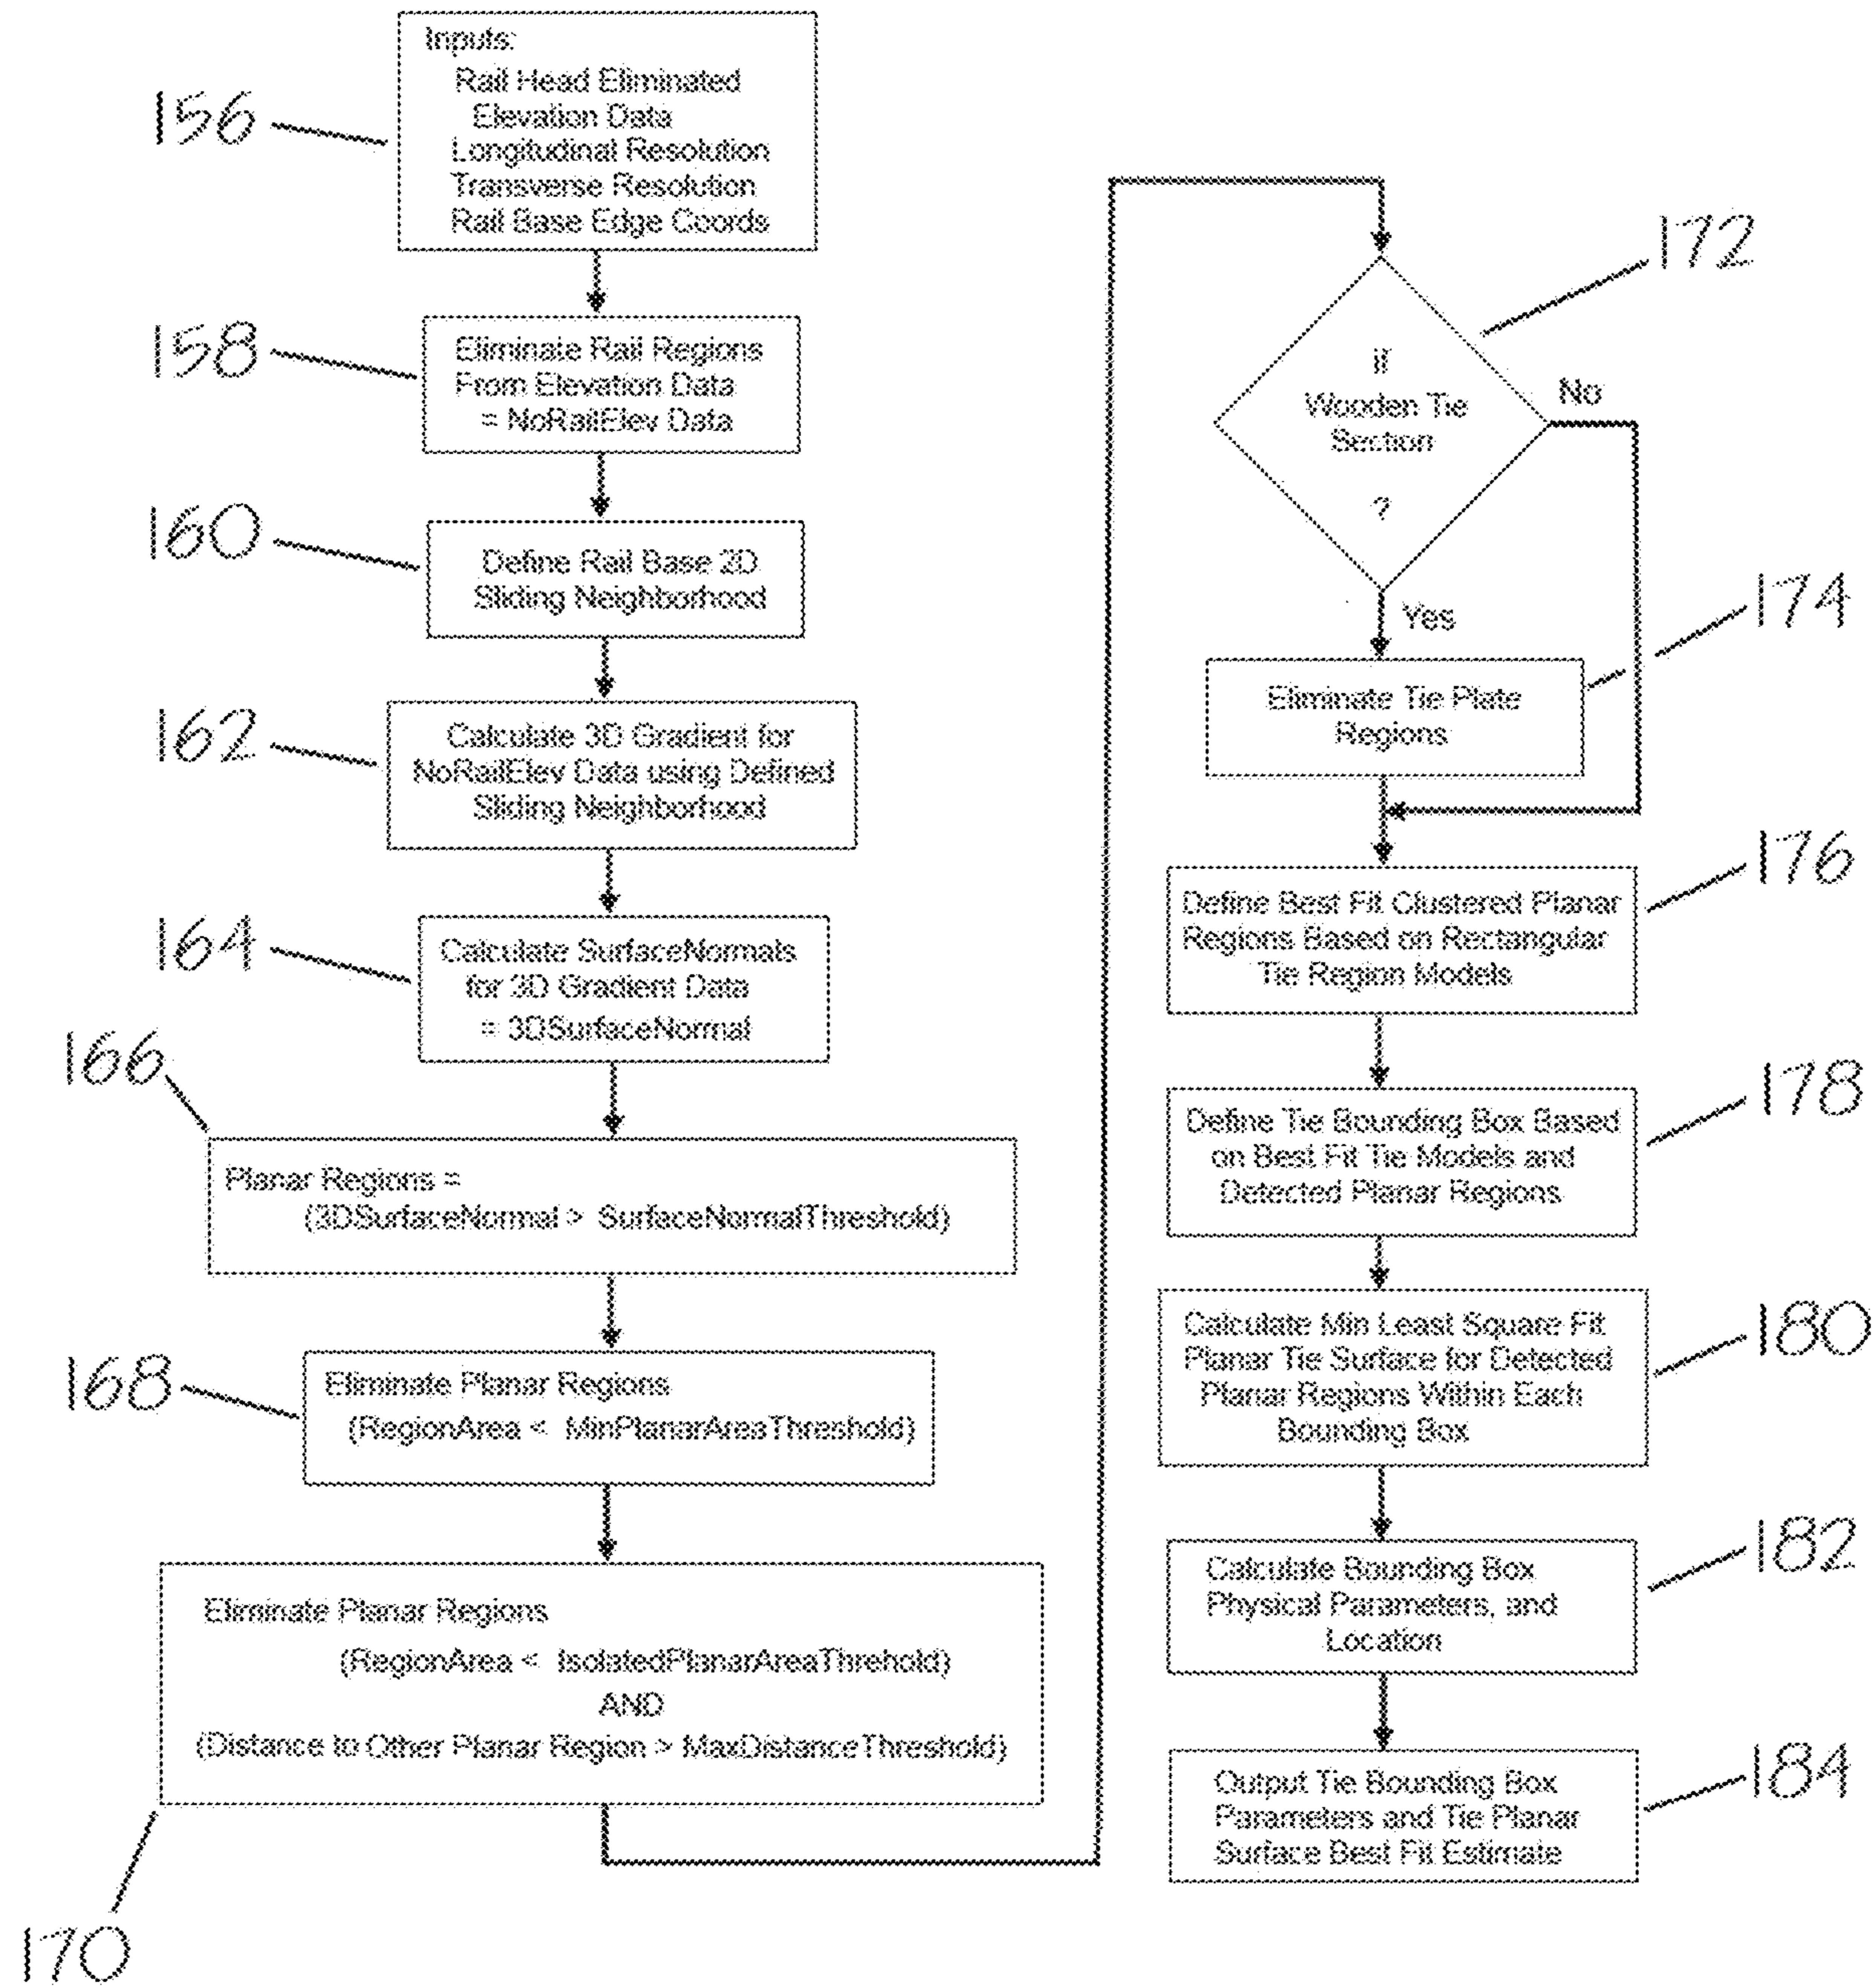 156
Inputs:
Rail Head Eliminated
Elevation Data
Longitudinal Resolution
Transverse Resolution
Rail Base Edge Coords
158
Eliminate Rail Regions
From Elevation Data
= NoRailElev Data
160
Define Rail Base 2D
Sliding Neighborhood
162
Calculate 3D Gradient for
NoRailElev Data using Defined
Sliding Neighborhood
164
Calculate SurfaceNormals
for 3D Gradient Data
= 3DSurfaceNormal
166
Planar Regions =
(3DSurfaceNormal > SurfaceNormalThreshold)
168
Eliminate Planar Regions
(RegionArea < MinPlanarAreaThreshold)
170
Eliminate Planar Regions
(RegionArea < IsolatedPlanarAreaThrehold)
AND
(Distance to Other Planar Region > MaxDistanceThreshold)
172
If
Wooden Tie
Section
?
No
Yes
174
Eliminate Tie Plate
Regions
176
Define Best Fit Clustered Planar
Regions Based on Rectangular
Tie Region Models
178
Define Tie Bounding Box Based
on Best Fit Tie Models and
Detected Planar Regions
180
Calculate Min Least Square Fit
Planar Tie Surface for Detected
Planar Regions Within Each
Bounding Box
182
Calculate Bounding Box
Physical Parameters, and
Location
184
Output Tie Bounding Box
Parameters and Tie Planar
Surface Best Fit Estimate